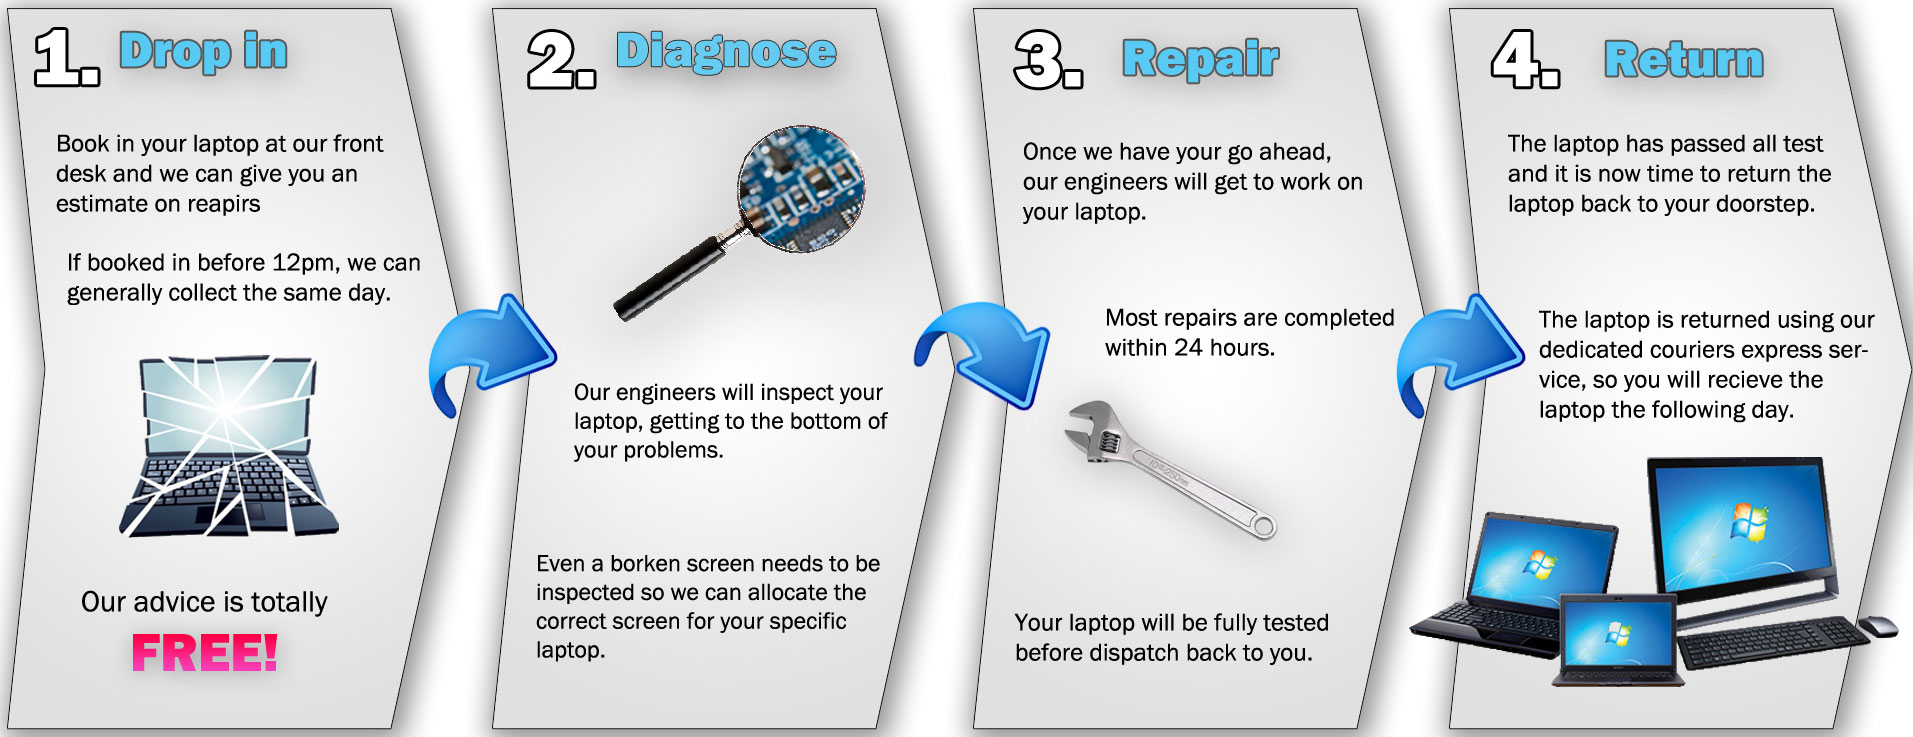 1. Drop in
Book in your laptop at our front
desk and we can give you an
estimate on reapirs
If booked in before 12pm, we can
generally collect the same day.
Our advice is totally
FREE!
2. Diagnose
Our engineers will inspect your
laptop, getting to the bottom of
your problems.
Even a borken screen needs to be
inspected so we can allocate the
correct screen for your specific
laptop.
3. Repair
Once we have your go ahead,
our engineers will get to work on
your laptop.
Most repairs are completed
within 24 hours.
Your laptop will be fully tested
before dispatch back to you.
4. Return
The laptop has passed all test
and it is now time to return the
laptop back to your doorstep.
The laptop is returned using our
dedicated couriers express ser-
vice, so you will recieve the
laptop the following day.